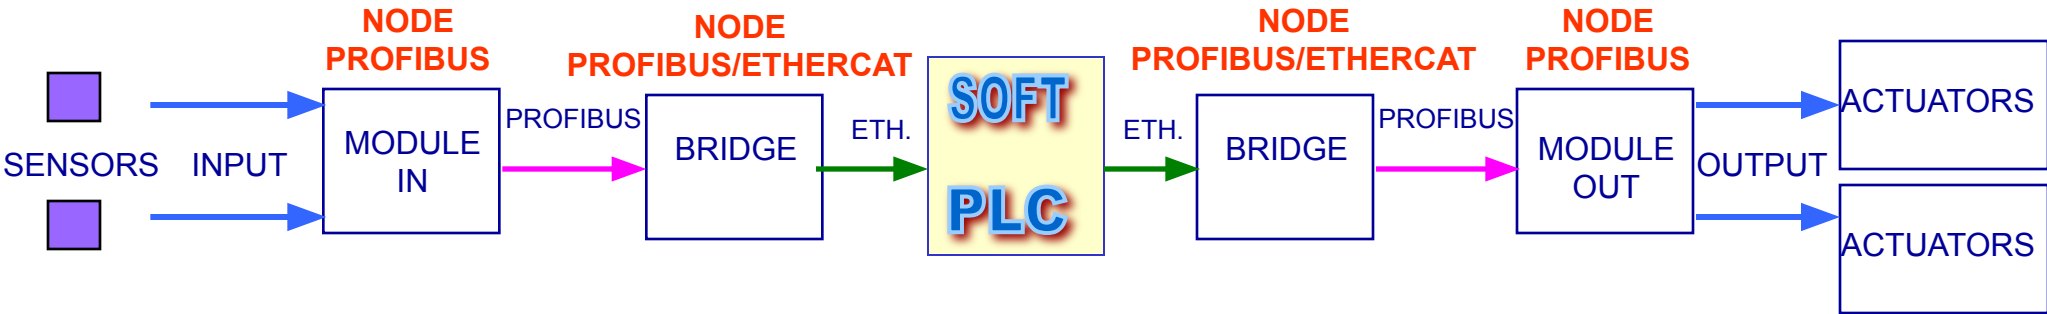 NODE
PROFIBUS
NODE
PROFIBUS/ETHERCAT
NODE
PROFIBUS/ETHERCAT
NODE
PROFIBUS
SENSORS
INPUT
MODULE
IN
PROFIBUS
BRIDGE
ETH.
SOFT
PLC
ETH.
BRIDGE
PROFIBUS
MODULE
OUT
OUTPUT
ACTUATORS
ACTUATORS